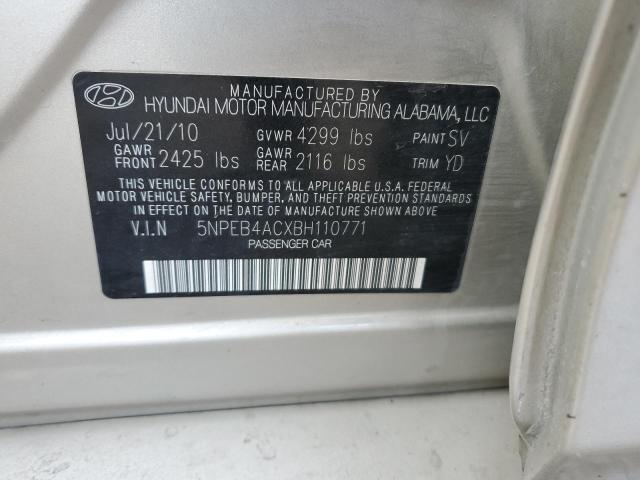 MANUFACTURED BY
HYUNDAI MOTOR MANUFACTURING ALABAMA, LLC
Jul/21/10 GVWR 4299 lbs PAINT SV
GAWR FRONT 2425 lbs GAWR REAR 2116 lbs TRIM YD
THIS VEHICLE CONFORMS TO ALL APPLICABLE U.S.A. FEDERAL
MOTOR VEHICLE SAFETY, BUMPER, AND THEFT PREVENTION STANDARDS
IN EFFECT ON THE DATE OF MANUFACTURE SHOWN ABOVE
V.I.N 5NPEB4ACXBH110771
PASSENGER CAR